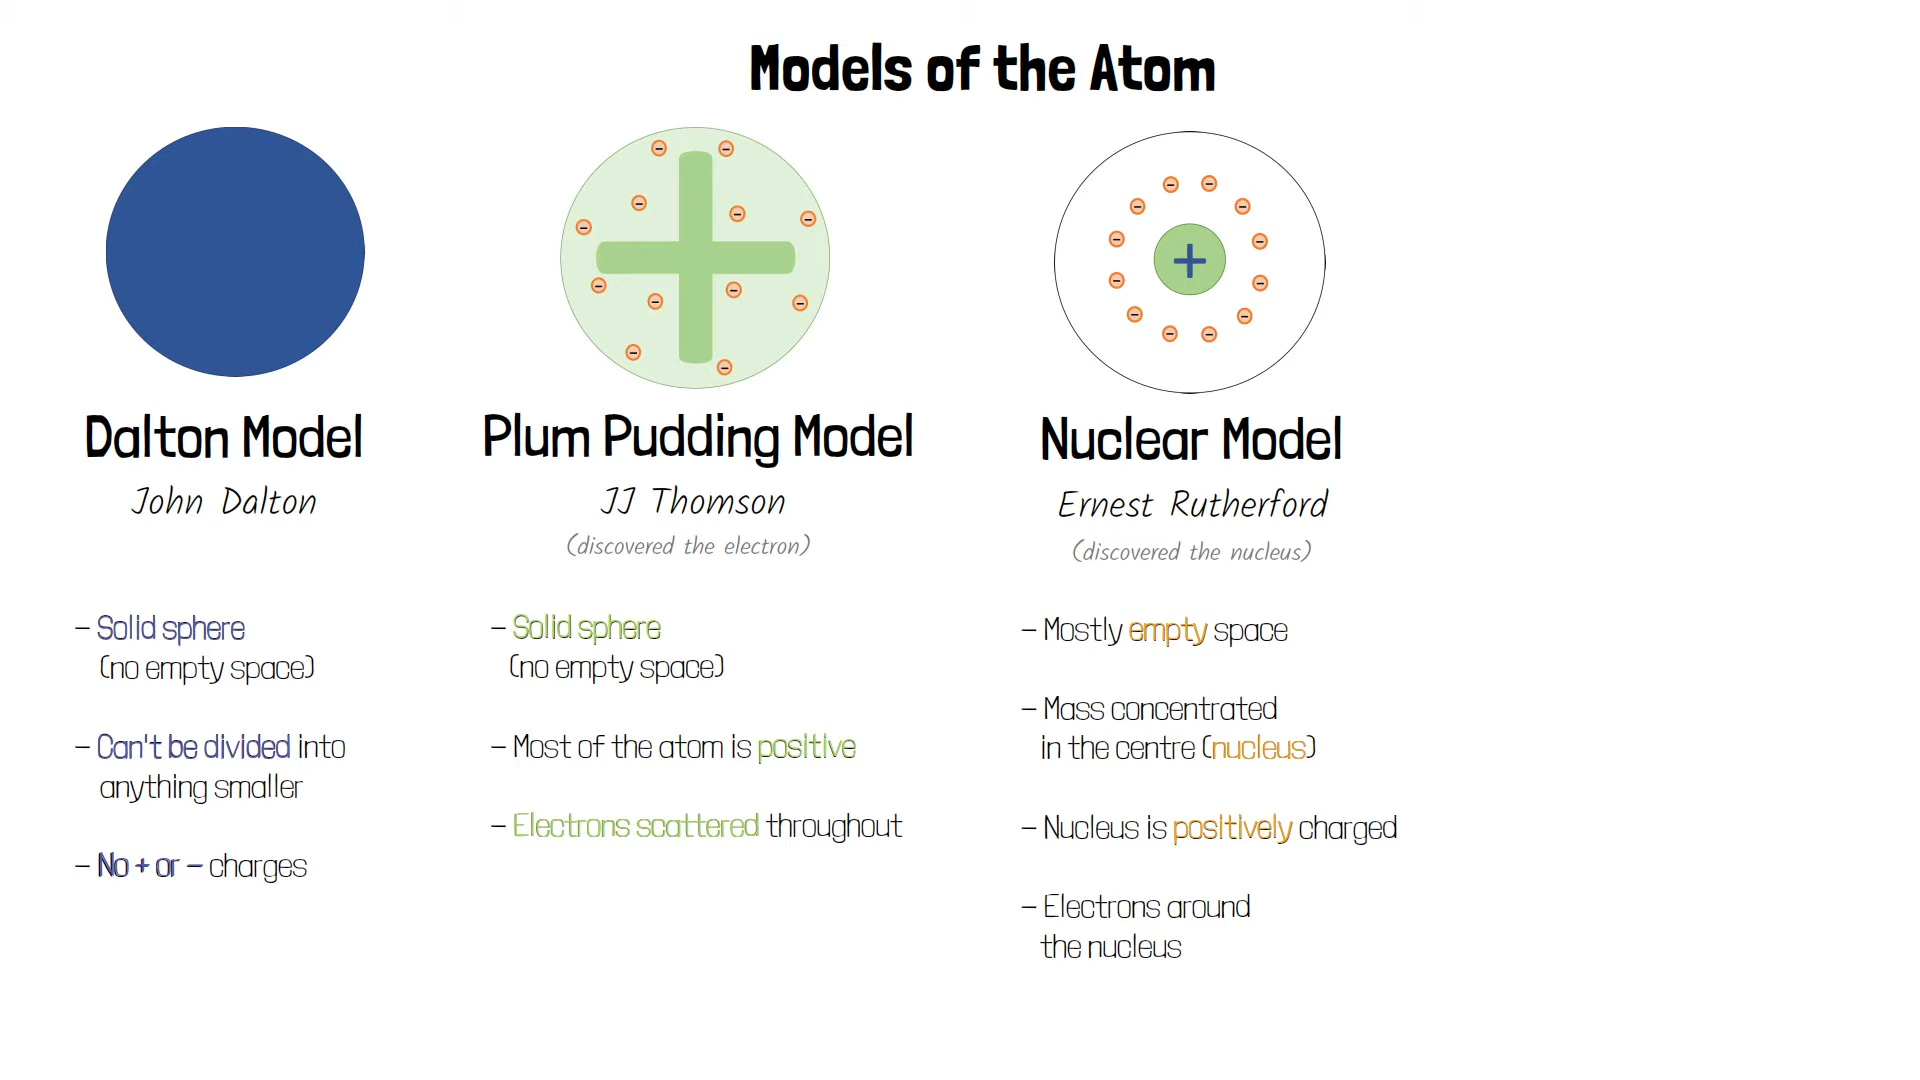 Models of the Atom
Dalton Model
John Dalton
– Solid sphere
(no empty space)
– Can't be divided into
anything smaller
– No + or – charges
Plum Pudding Model
JJ Thomson
(discovered the electron)
– Solid sphere
(no empty space)
– Most of the atom is positive
– Electrons scattered throughout
+
Nuclear Model
Ernest Rutherford
(discovered the nucleus)
– Mostly empty space
– Mass concentrated
in the centre (nucleus)
– Nucleus is positively charged
– Electrons around
the nucleus